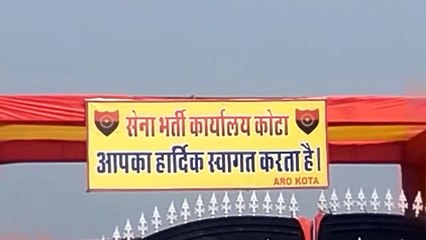 सेना भर्ती कार्यालय कोटा
आपका हार्दिक स्वागत करता है।
ARO KOTA